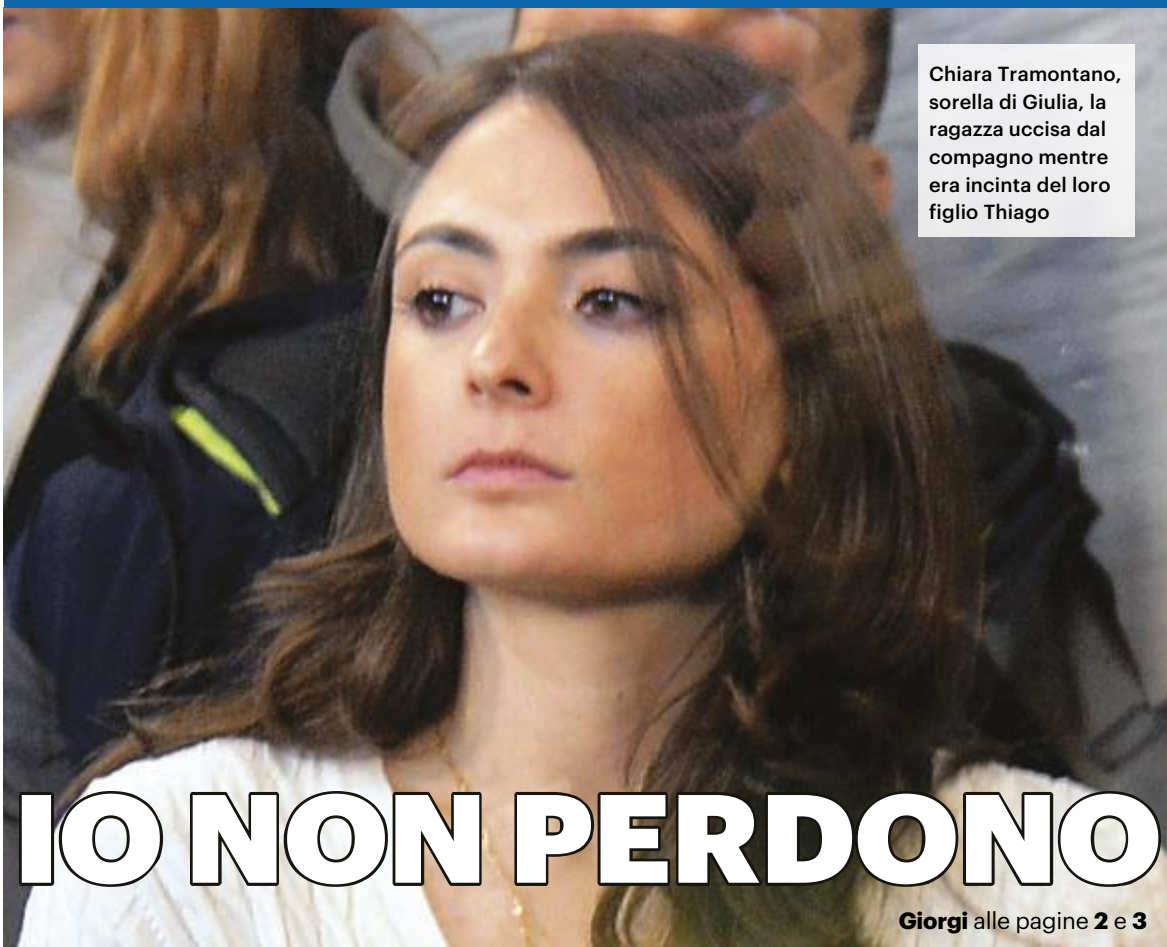 Chiara Tramontano,
sorella di Giulia, la
ragazza uccisa dal
compagno mentre
era incinta del loro
figlio Thiago
IO NON PERDONO
Giorgi alle pagine 2 e 3